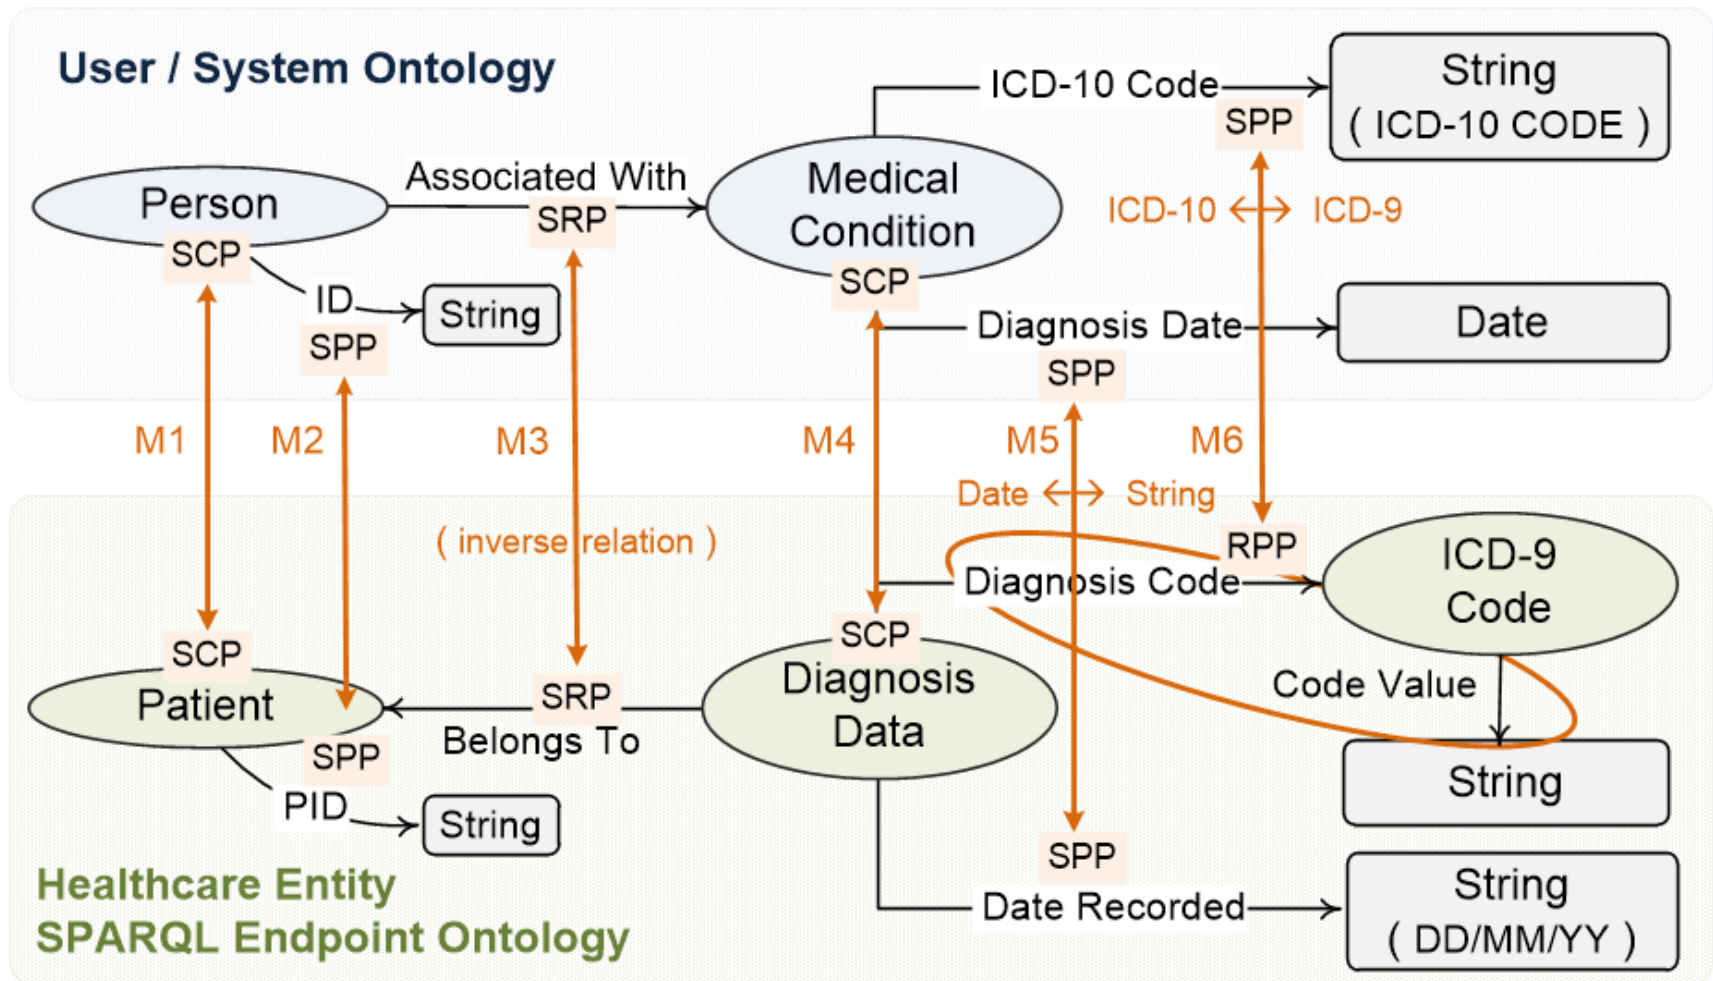 User / System Ontology
ICD-10 Code
String
( ICD-10 CODE )
SPP
Associated With
Medical
Condition
Person
SRP
ICD-10
ICD-9
SCP
SCP
ID
String
Diagnosis Date
Date
SPP
SPP
M1
M2
M3
M4
M5
M6
Date
String
( inverse relation )
RPP
ICD-9
Code
Diagnosis Code
SCP
SCP
Diagnosis
Data
Patient
SRP
Code Value
Belongs To
SPP
String
PID
String
SPP
Healthcare Entity
SPARQL Endpoint Ontology
Date Recorded
String
( DD/MM/YY )